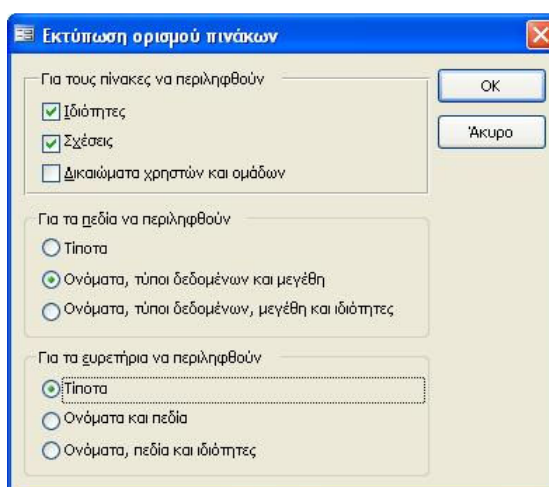 Εκτύπωση ορισμού πινάκων
Για τους πίνακες να περιληφθούν
Ιδιότητες
Σχέσεις
Δικαιώματα χρηστών και ομάδων
OK
Άκυρο
Για τα πεδία να περιληφθούν
Τίποτα
Ονόματα, τύποι δεδομένων και μεγέθη
Ονόματα, τύποι δεδομένων, μεγέθη και ιδιότητες
Για τα ευρετήρια να περιληφθούν
Τίποτα
Ονόματα και πεδία
Ονόματα, πεδία και ιδιότητες